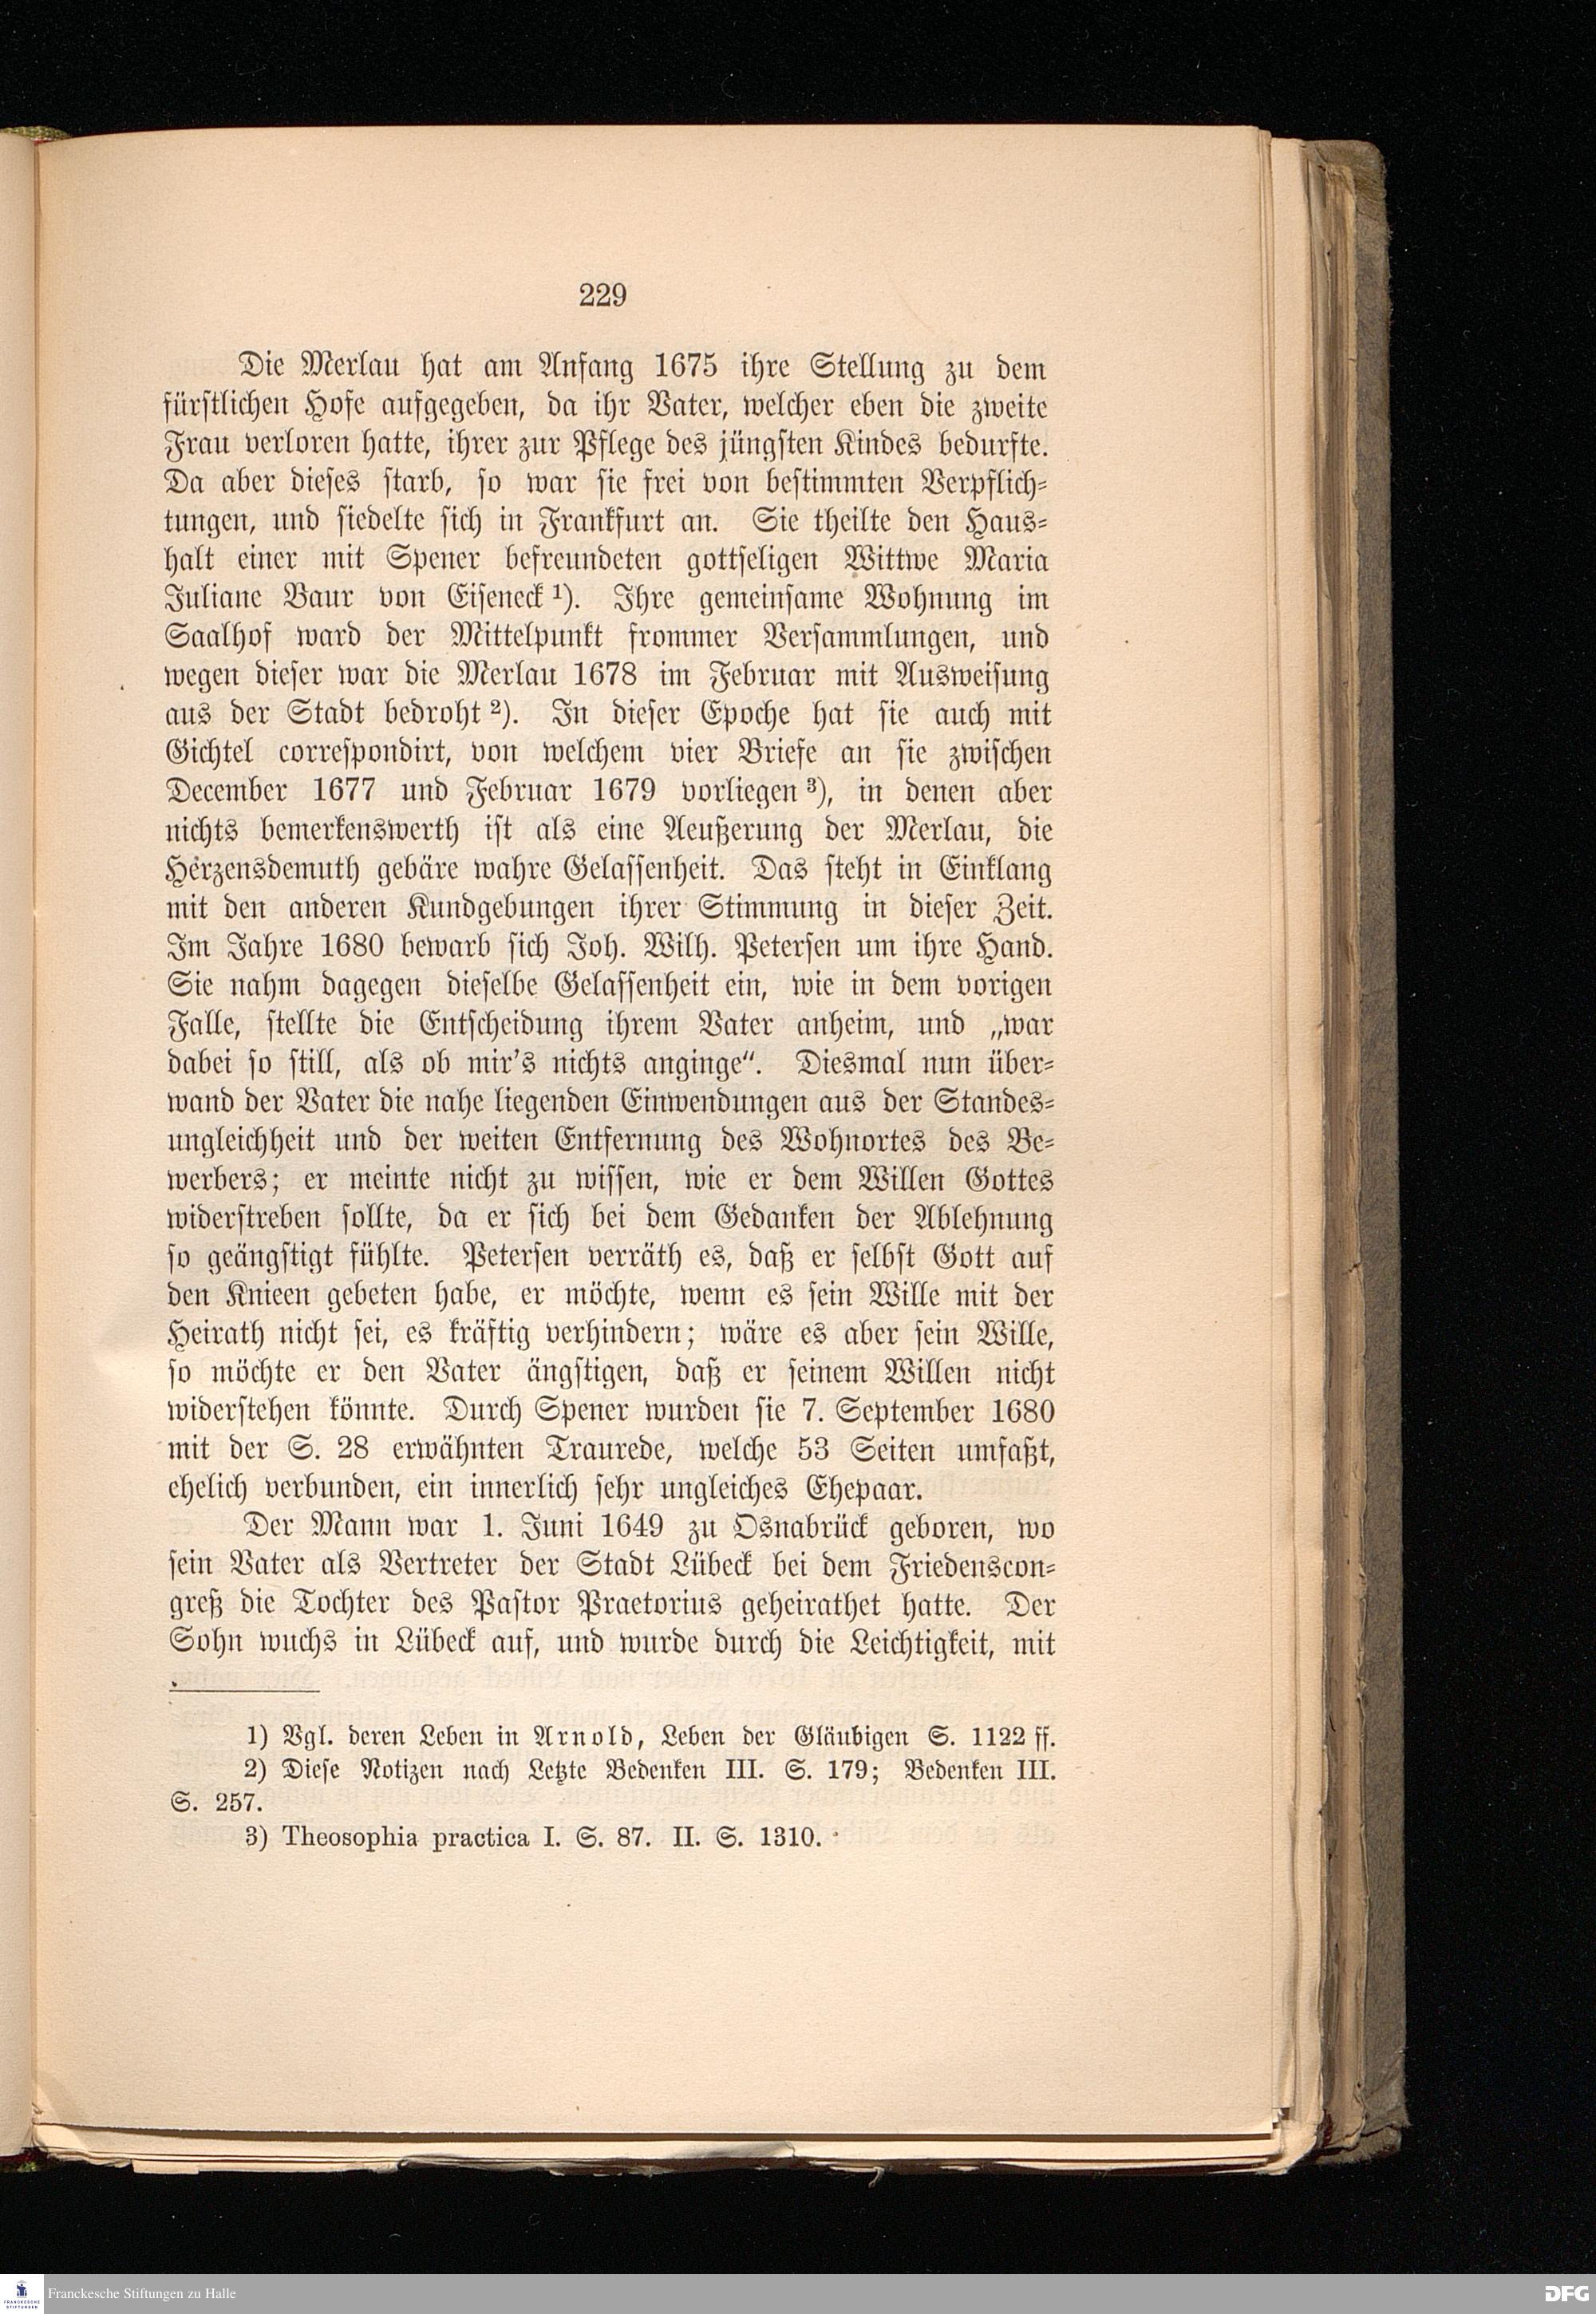 229
Die Merlau hat am Anfang 1675 ihre Stellung zu dem
fürstlichen Hofe aufgegeben, da ihr Vater, welcher eben die zweite
Frau verloren hatte, ihrer zur Pflege des jüngsten Kindes bedurfte.
Da aber dieses starb, so war sie frei von bestimmten Verpflich-
tungen, und siedelte sich in Frankfurt an. Sie theilte den Haus-
halt einer mit Spener befreundeten gottseligen Wittwe Maria
Juliane Baur von Eiseneck ¹). Ihre gemeinsame Wohnung im
Saalhof ward der Mittelpunkt frommer Versammlungen, und
wegen dieser war die Merlau 1678 im Februar mit Ausweisung
aus der Stadt bedroht ²). In dieser Epoche hat sie auch mit
Gichtel correspondirt, von welchem vier Briefe an sie zwischen
December 1677 und Februar 1679 vorliegen ³), in denen aber
nichts bemerkenswerth ist als eine Aeußerung der Merlau, die
Herzensdemuth gebäre wahre Gelassenheit. Das steht in Einklang
mit den anderen Kundgebungen ihrer Stimmung in dieser Zeit.
Im Jahre 1680 bewarb sich Joh. Wilh. Petersen um ihre Hand.
Sie nahm dagegen dieselbe Gelassenheit ein, wie in dem vorigen
Falle, stellte die Entscheidung ihrem Vater anheim, und „war
dabei so still, als ob mir's nichts anginge“. Diesmal nun über-
wand der Vater die nahe liegenden Einwendungen aus der Standes-
ungleichheit und der weiten Entfernung des Wohnortes des Be-
werbers; er meinte nicht zu wissen, wie er dem Willen Gottes
widerstreben sollte, da er sich bei dem Gedanken der Ablehnung
so geängstigt fühlte. Petersen verräth es, daß er selbst Gott auf
den Knieen gebeten habe, er möchte, wenn es sein Wille mit der
Heirath nicht sei, es kräftig verhindern; wäre es aber sein Wille,
so möchte er den Vater ängstigen, daß er seinem Willen nicht
widerstehen könnte. Durch Spener wurden sie 7. September 1680
mit der S. 28 erwähnten Traurede, welche 53 Seiten umfaßt,
ehelich verbunden, ein innerlich sehr ungleiches Ehepaar.
Der Mann war 1. Juni 1649 zu Osnabrück geboren, wo
sein Vater als Vertreter der Stadt Lübeck bei dem Friedenscon-
greß die Tochter des Pastor Praetorius geheirathet hatte. Der
Sohn wuchs in Lübeck auf, und wurde durch die Leichtigkeit, mit
1) Vgl. deren Leben in Arnold, Leben der Gläubigen S. 1122 ff.
2) Diese Notizen nach Letzte Bedenken III. S. 179; Bedenken III.
S. 257.
3) Theosophia practica I. S. 87. II. S. 1310.
FRANCKESCHE
STIFTUNGEN
Franckesche Stiftungen zu Halle
DFG